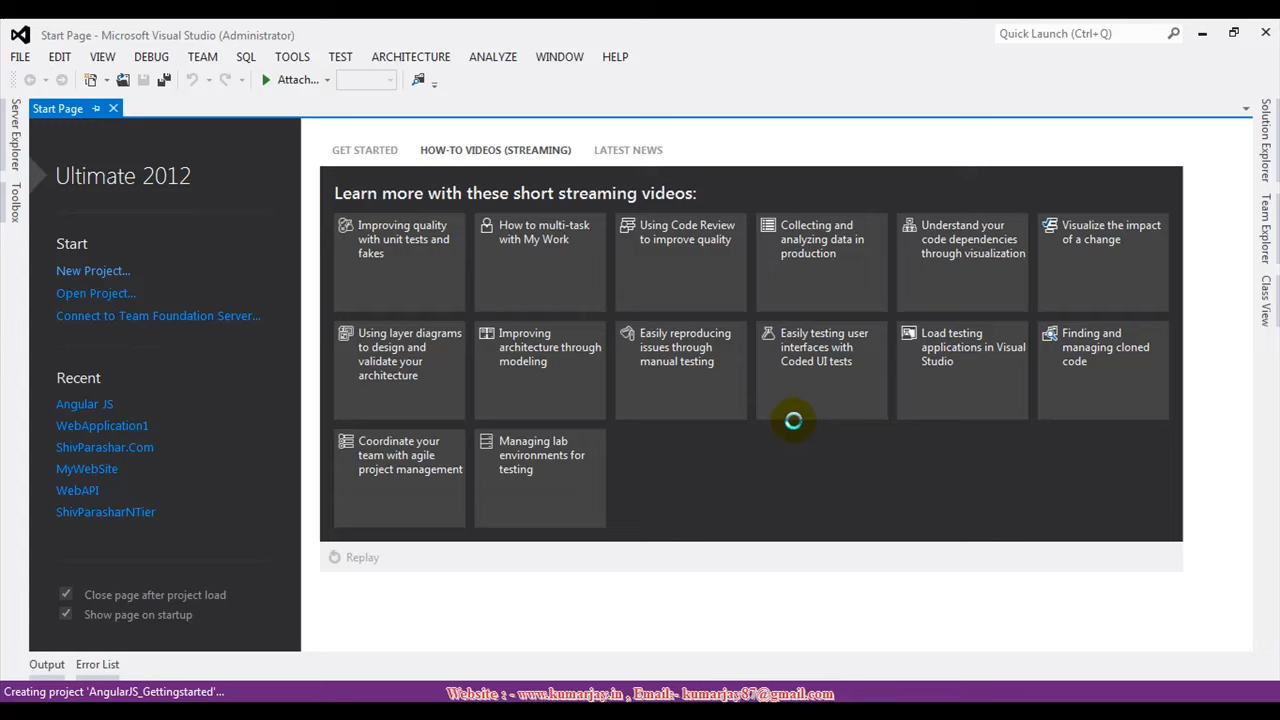 Start Page - Microsoft Visual Studio (Administrator)
Quick Launch (Ctrl+Q)
FILE EDIT VIEW DEBUG TEAM SQL TOOLS TEST ARCHITECTURE ANALYZE WINDOW HELP
Attach...
Start Page
Server Explorer
Toolbox
Solution Explorer
Team Explorer
Class View
Ultimate 2012
Start
New Project...
Open Project...
Connect to Team Foundation Server...
Recent
Angular JS
WebApplication1
ShivParashar.Com
MyWebSite
WebAPI
ShivParasharNTier
Close page after project load
Show page on startup
GET STARTED HOW-TO VIDEOS (STREAMING) LATEST NEWS
Learn more with these short streaming videos:
Improving quality
with unit tests and
fakes
How to multi-task
with My Work
Using Code Review
to improve quality
Collecting and
analyzing data in
production
Understand your
code dependencies
through visualization
Visualize the impact
of a change
Using layer diagrams
to design and
validate your
architecture
Improving
architecture through
modeling
Easily reproducing
issues through
manual testing
Easily testing user
interfaces with
Coded UI tests
Load testing
applications in Visual
Studio
Finding and
managing cloned
code
Coordinate your
team with agile
project management
Managing lab
environments for
testing
Replay
Output Error List
Creating project 'AngularJS_Gettingstarted'...
Website : - www.kumarjay.in , Email:- kumarjay87@gmail.com